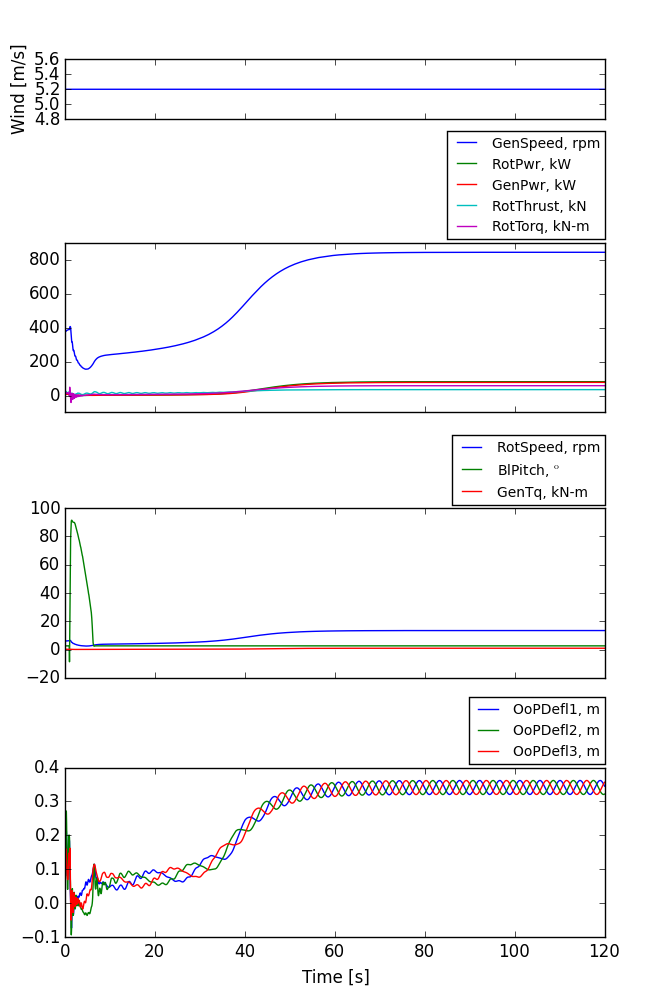 Wind [m/s]
5.6
5.4
5.2
5.0
4.8
GenSpeed, rpm
RotPwr, kW
GenPwr, kW
RotThrust, kN
RotTorq, kN-m
800
600
400
200
0
RotSpeed, rpm
BlPitch, °
GenTq, kN-m
100
80
60
40
20
0
−20
OoPDefl1, m
OoPDefl2, m
OoPDefl3, m
0.4
0.3
0.2
0.1
0.0
−0.1
0 20 40 60 80 100 120
Time [s]